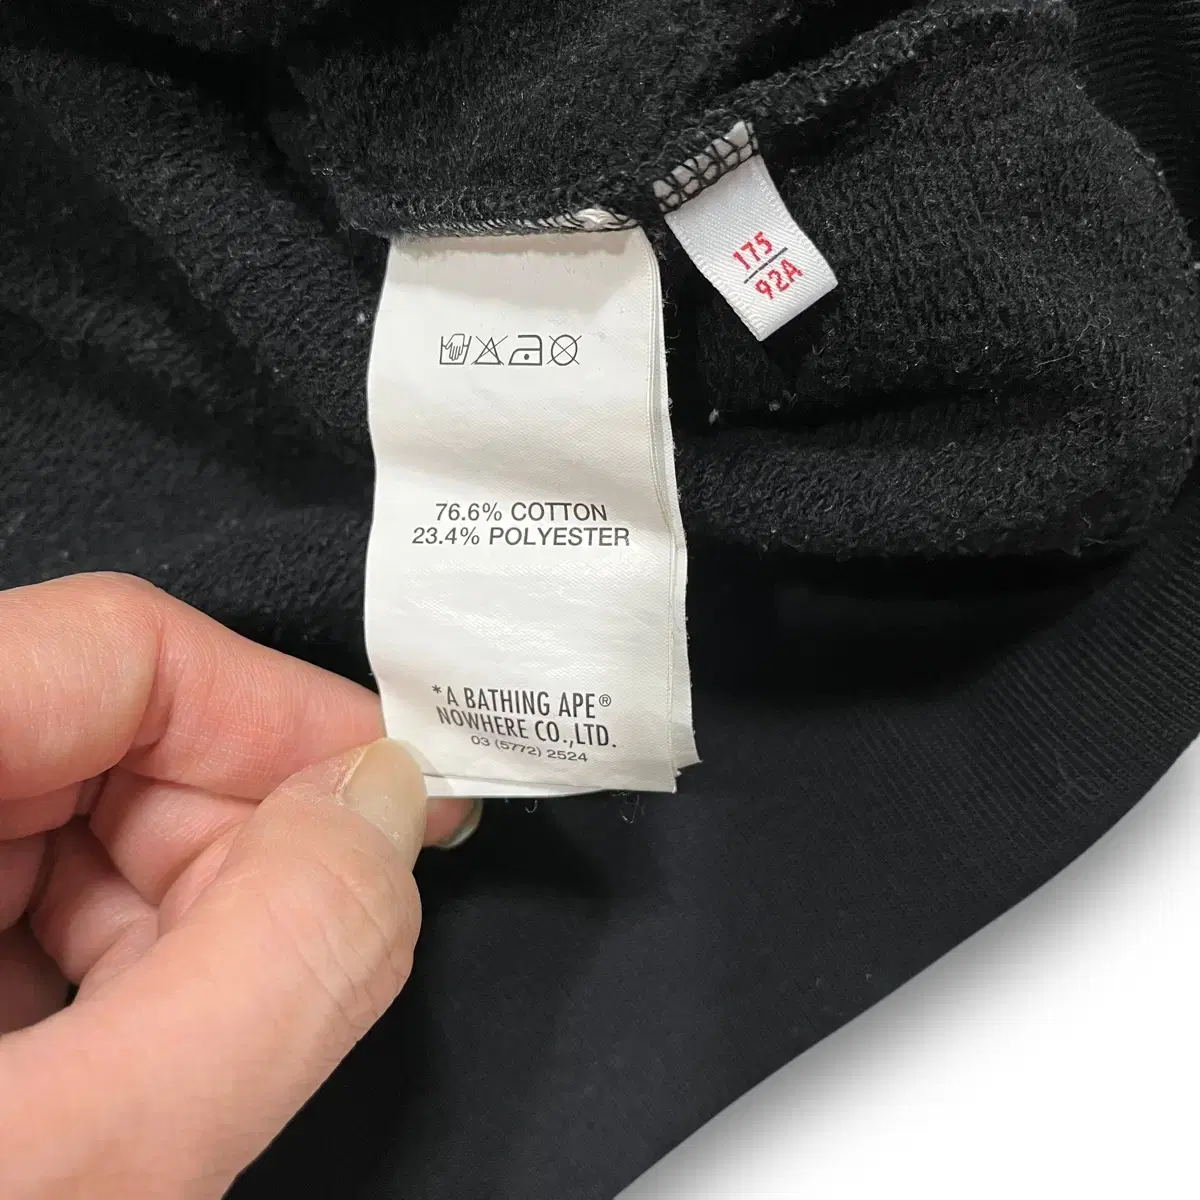 175
92A
76.6% COTTON
23.4% POLYESTER
*A BATHING APE®
NOWHERE CO.,LTD.
03 (5772) 2524